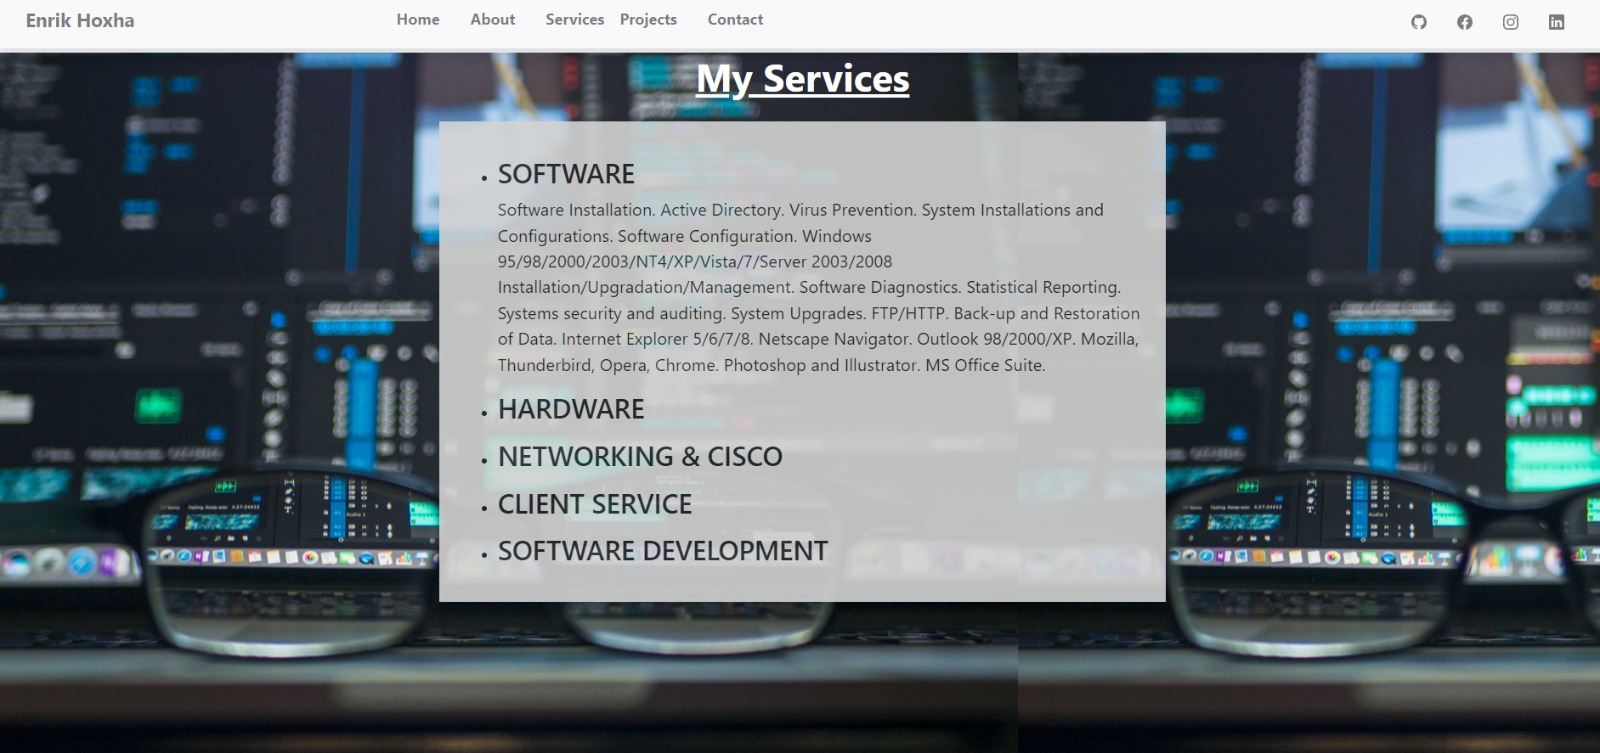 Enrik Hoxha Home About Services Projects Contact
My Services
SOFTWARE
Software Installation. Active Directory. Virus Prevention. System Installations and
Configurations. Software Configuration. Windows
95/98/2000/2003/NT4/XP/Vista/7/Server 2003/2008
Installation/Upgradation/Management. Software Diagnostics. Statistical Reporting.
Systems security and auditing. System Upgrades. FTP/HTTP. Back-up and Restoration
of Data. Internet Explorer 5/6/7/8. Netscape Navigator. Outlook 98/2000/XP. Mozilla,
Thunderbird, Opera, Chrome. Photoshop and Illustrator. MS Office Suite.
HARDWARE
NETWORKING & CISCO
CLIENT SERVICE
SOFTWARE DEVELOPMENT